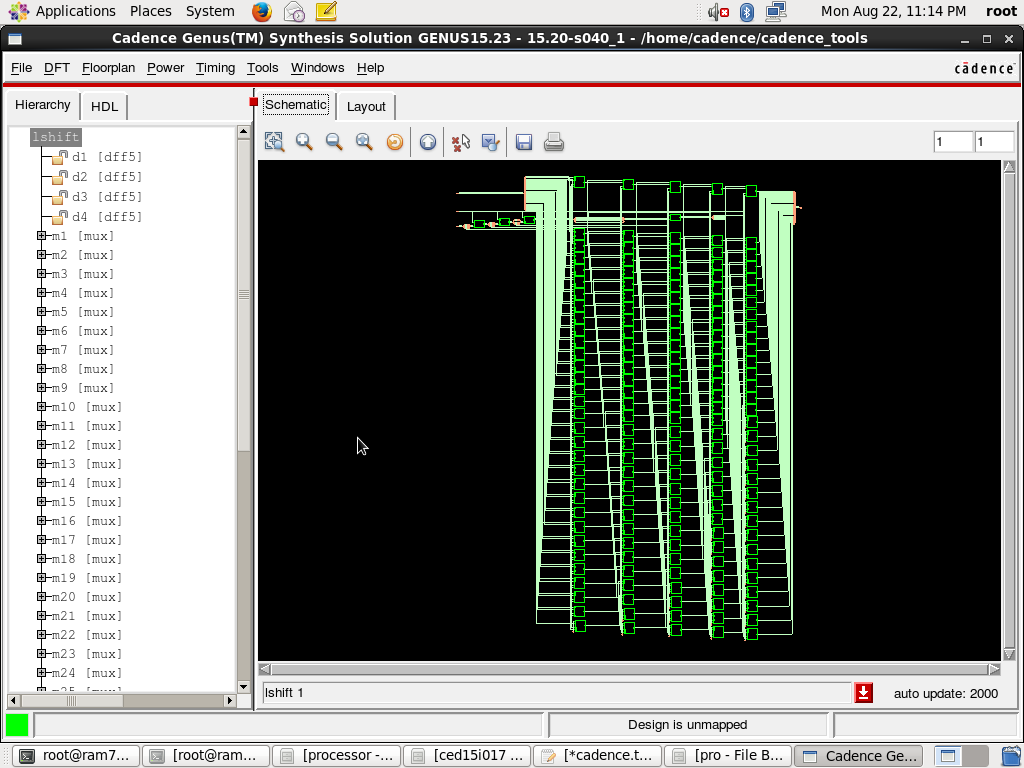 Applications Places System Mon Aug 22, 11:14 PM root
Cadence Genus(TM) Synthesis Solution GENUS15.23 - 15.20-s040_1 - /home/cadence/cadence_tools
File DFT Floorplan Power Timing Tools Windows Help cādence
Hierarchy HDL Schematic Layout
1 1
lshift
d1 [dff5]
d2 [dff5]
d3 [dff5]
d4 [dff5]
m1 [mux]
m2 [mux]
m3 [mux]
m4 [mux]
m5 [mux]
m6 [mux]
m7 [mux]
m8 [mux]
m9 [mux]
m10 [mux]
m11 [mux]
m12 [mux]
m13 [mux]
m14 [mux]
m15 [mux]
m16 [mux]
m17 [mux]
m18 [mux]
m19 [mux]
m20 [mux]
m21 [mux]
m22 [mux]
m23 [mux]
m24 [mux]
m25 [mux]
lshift 1 auto update: 2000
Design is unmapped
root@ram7... [root@ram... [processor -... [ced15i017 ... [*cadence.t... [pro - File B... Cadence Ge...